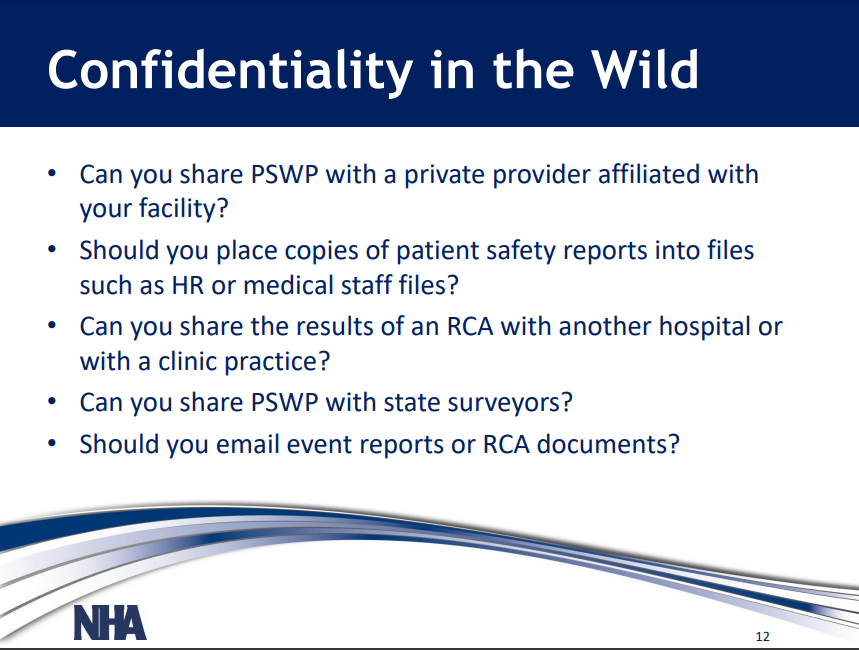 Confidentiality in the Wild
• Can you share PSWP with a private provider affiliated with
your facility?
• Should you place copies of patient safety reports into files
such as HR or medical staff files?
• Can you share the results of an RCA with another hospital or
with a clinic practice?
• Can you share PSWP with state surveyors?
• Should you email event reports or RCA documents?
NHA
12